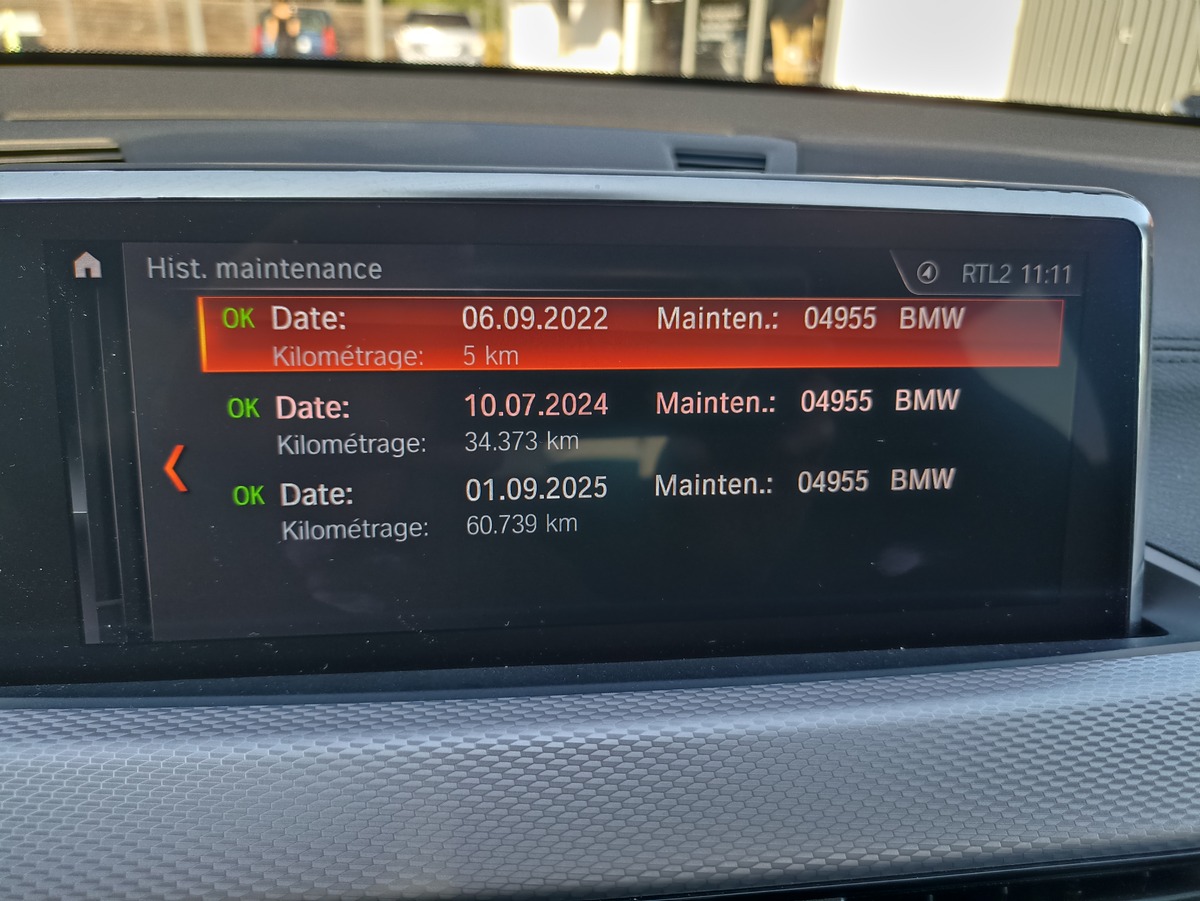 Hist. maintenance RTL2 11:11
OK Date: 06.09.2022 Mainten.: 04955 BMW
Kilométrage: 5 km
OK Date: 10.07.2024 Mainten.: 04955 BMW
Kilométrage: 34.373 km
OK Date: 01.09.2025 Mainten.: 04955 BMW
Kilométrage: 60.739 km